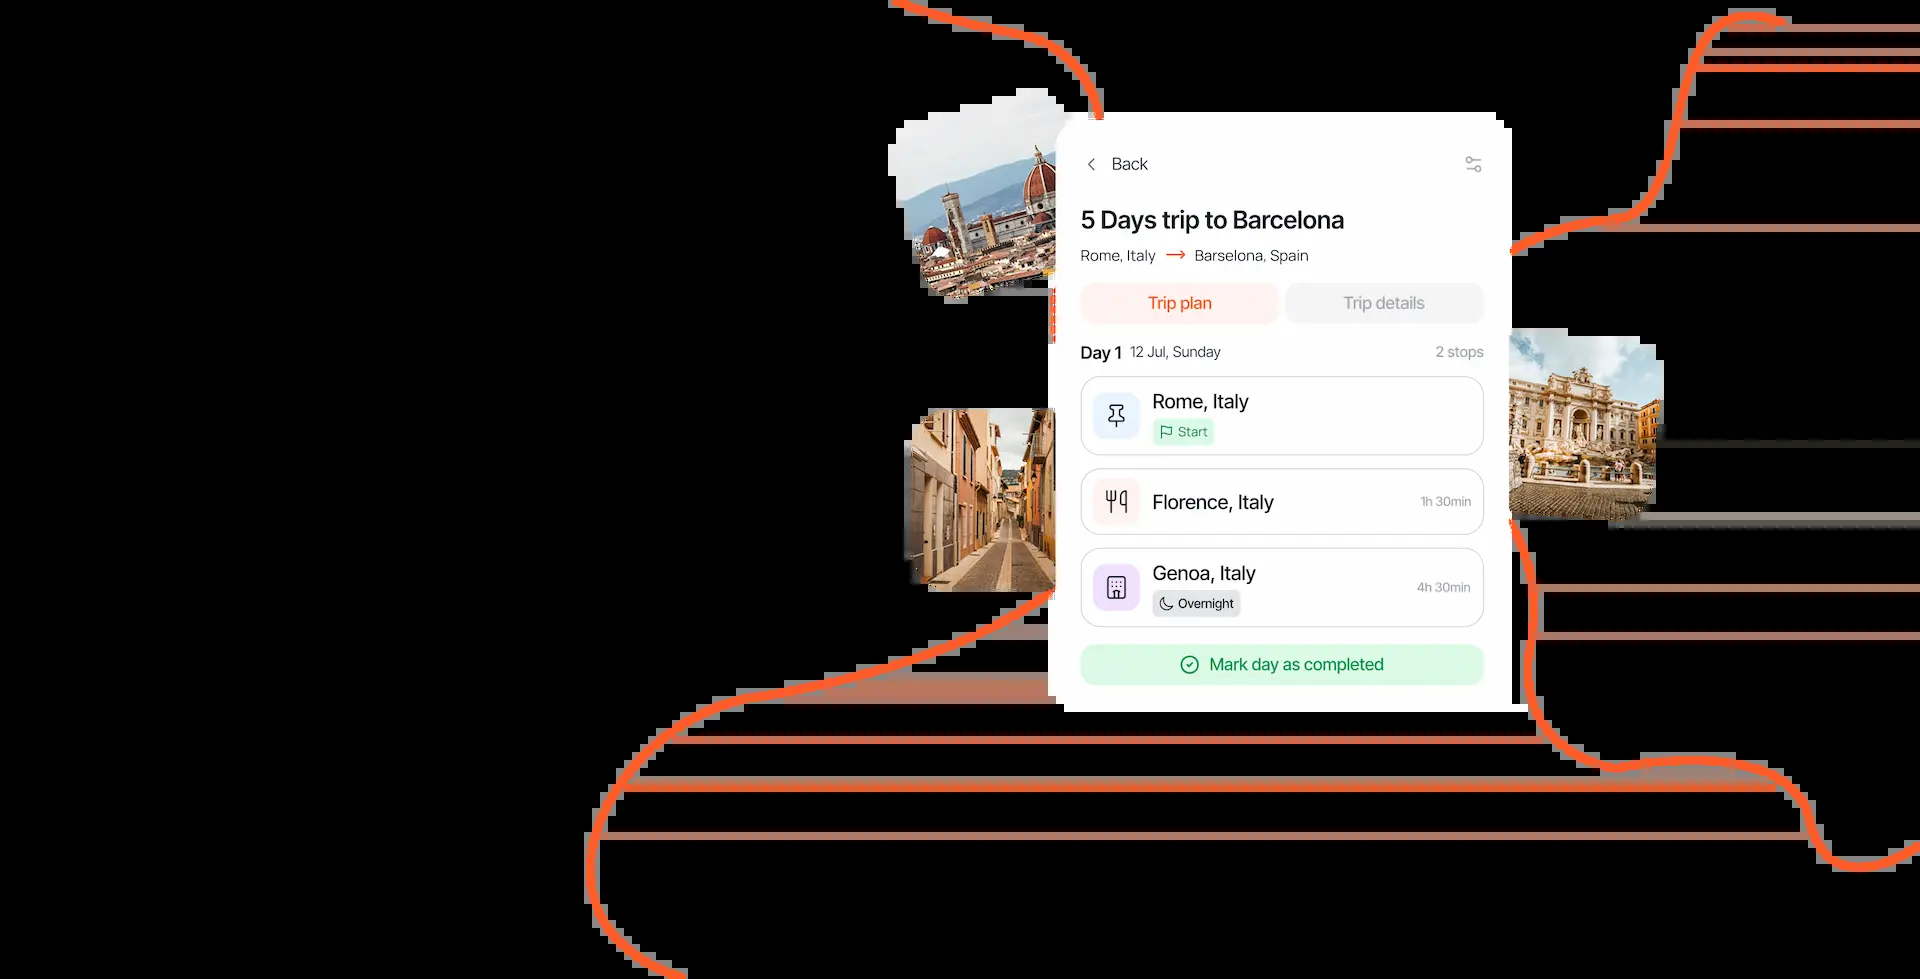 Back
5 Days trip to Barcelona
Rome, Italy → Barselona, Spain
Trip plan Trip details
Day 1 12 Jul, Sunday 2 stops
Rome, Italy
Start
Florence, Italy 1h 30min
Genoa, Italy
4h 30min
Overnight
Mark day as completed